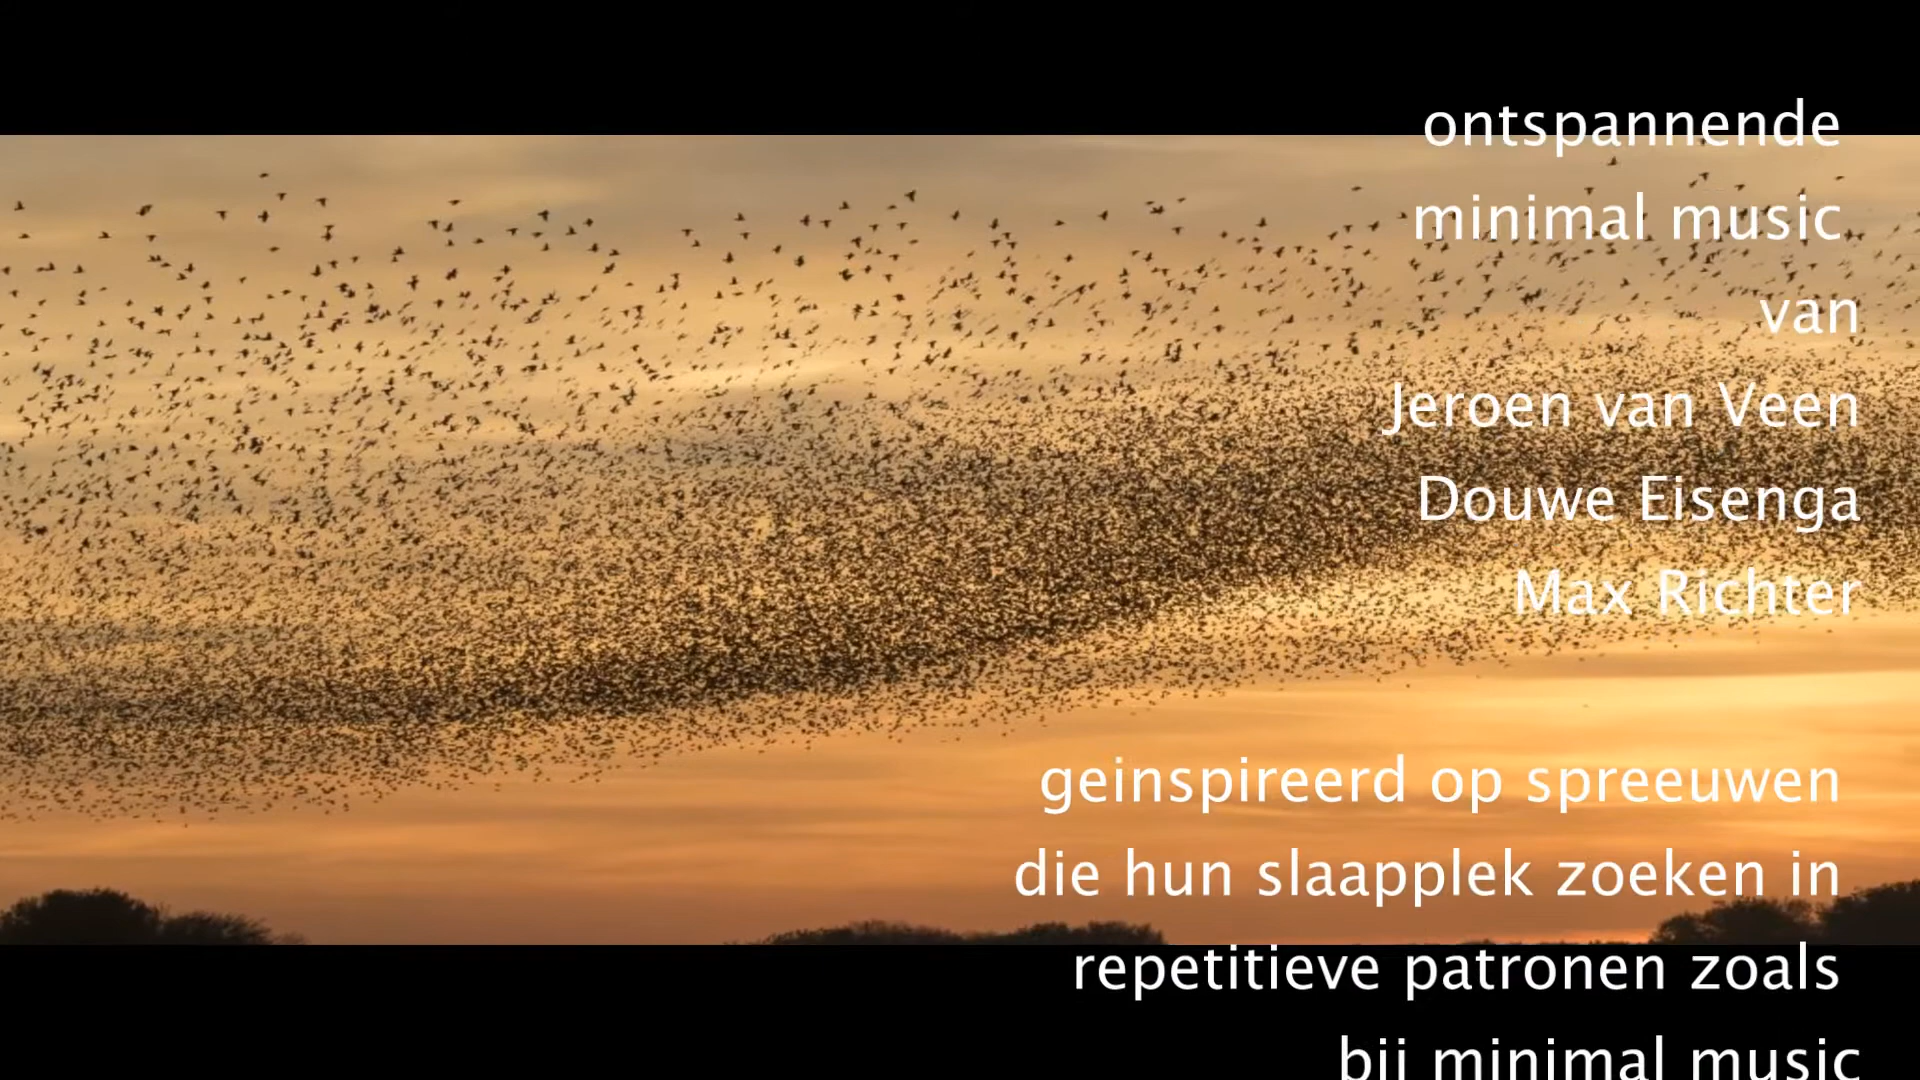 ontspannende
minimal music
van
Jeroen van Veen
Douwe Eisenga
Max Richter
geinspireerd op spreeuwen
die hun slaapplek zoeken in
repetitieve patronen zoals
bij minimal music